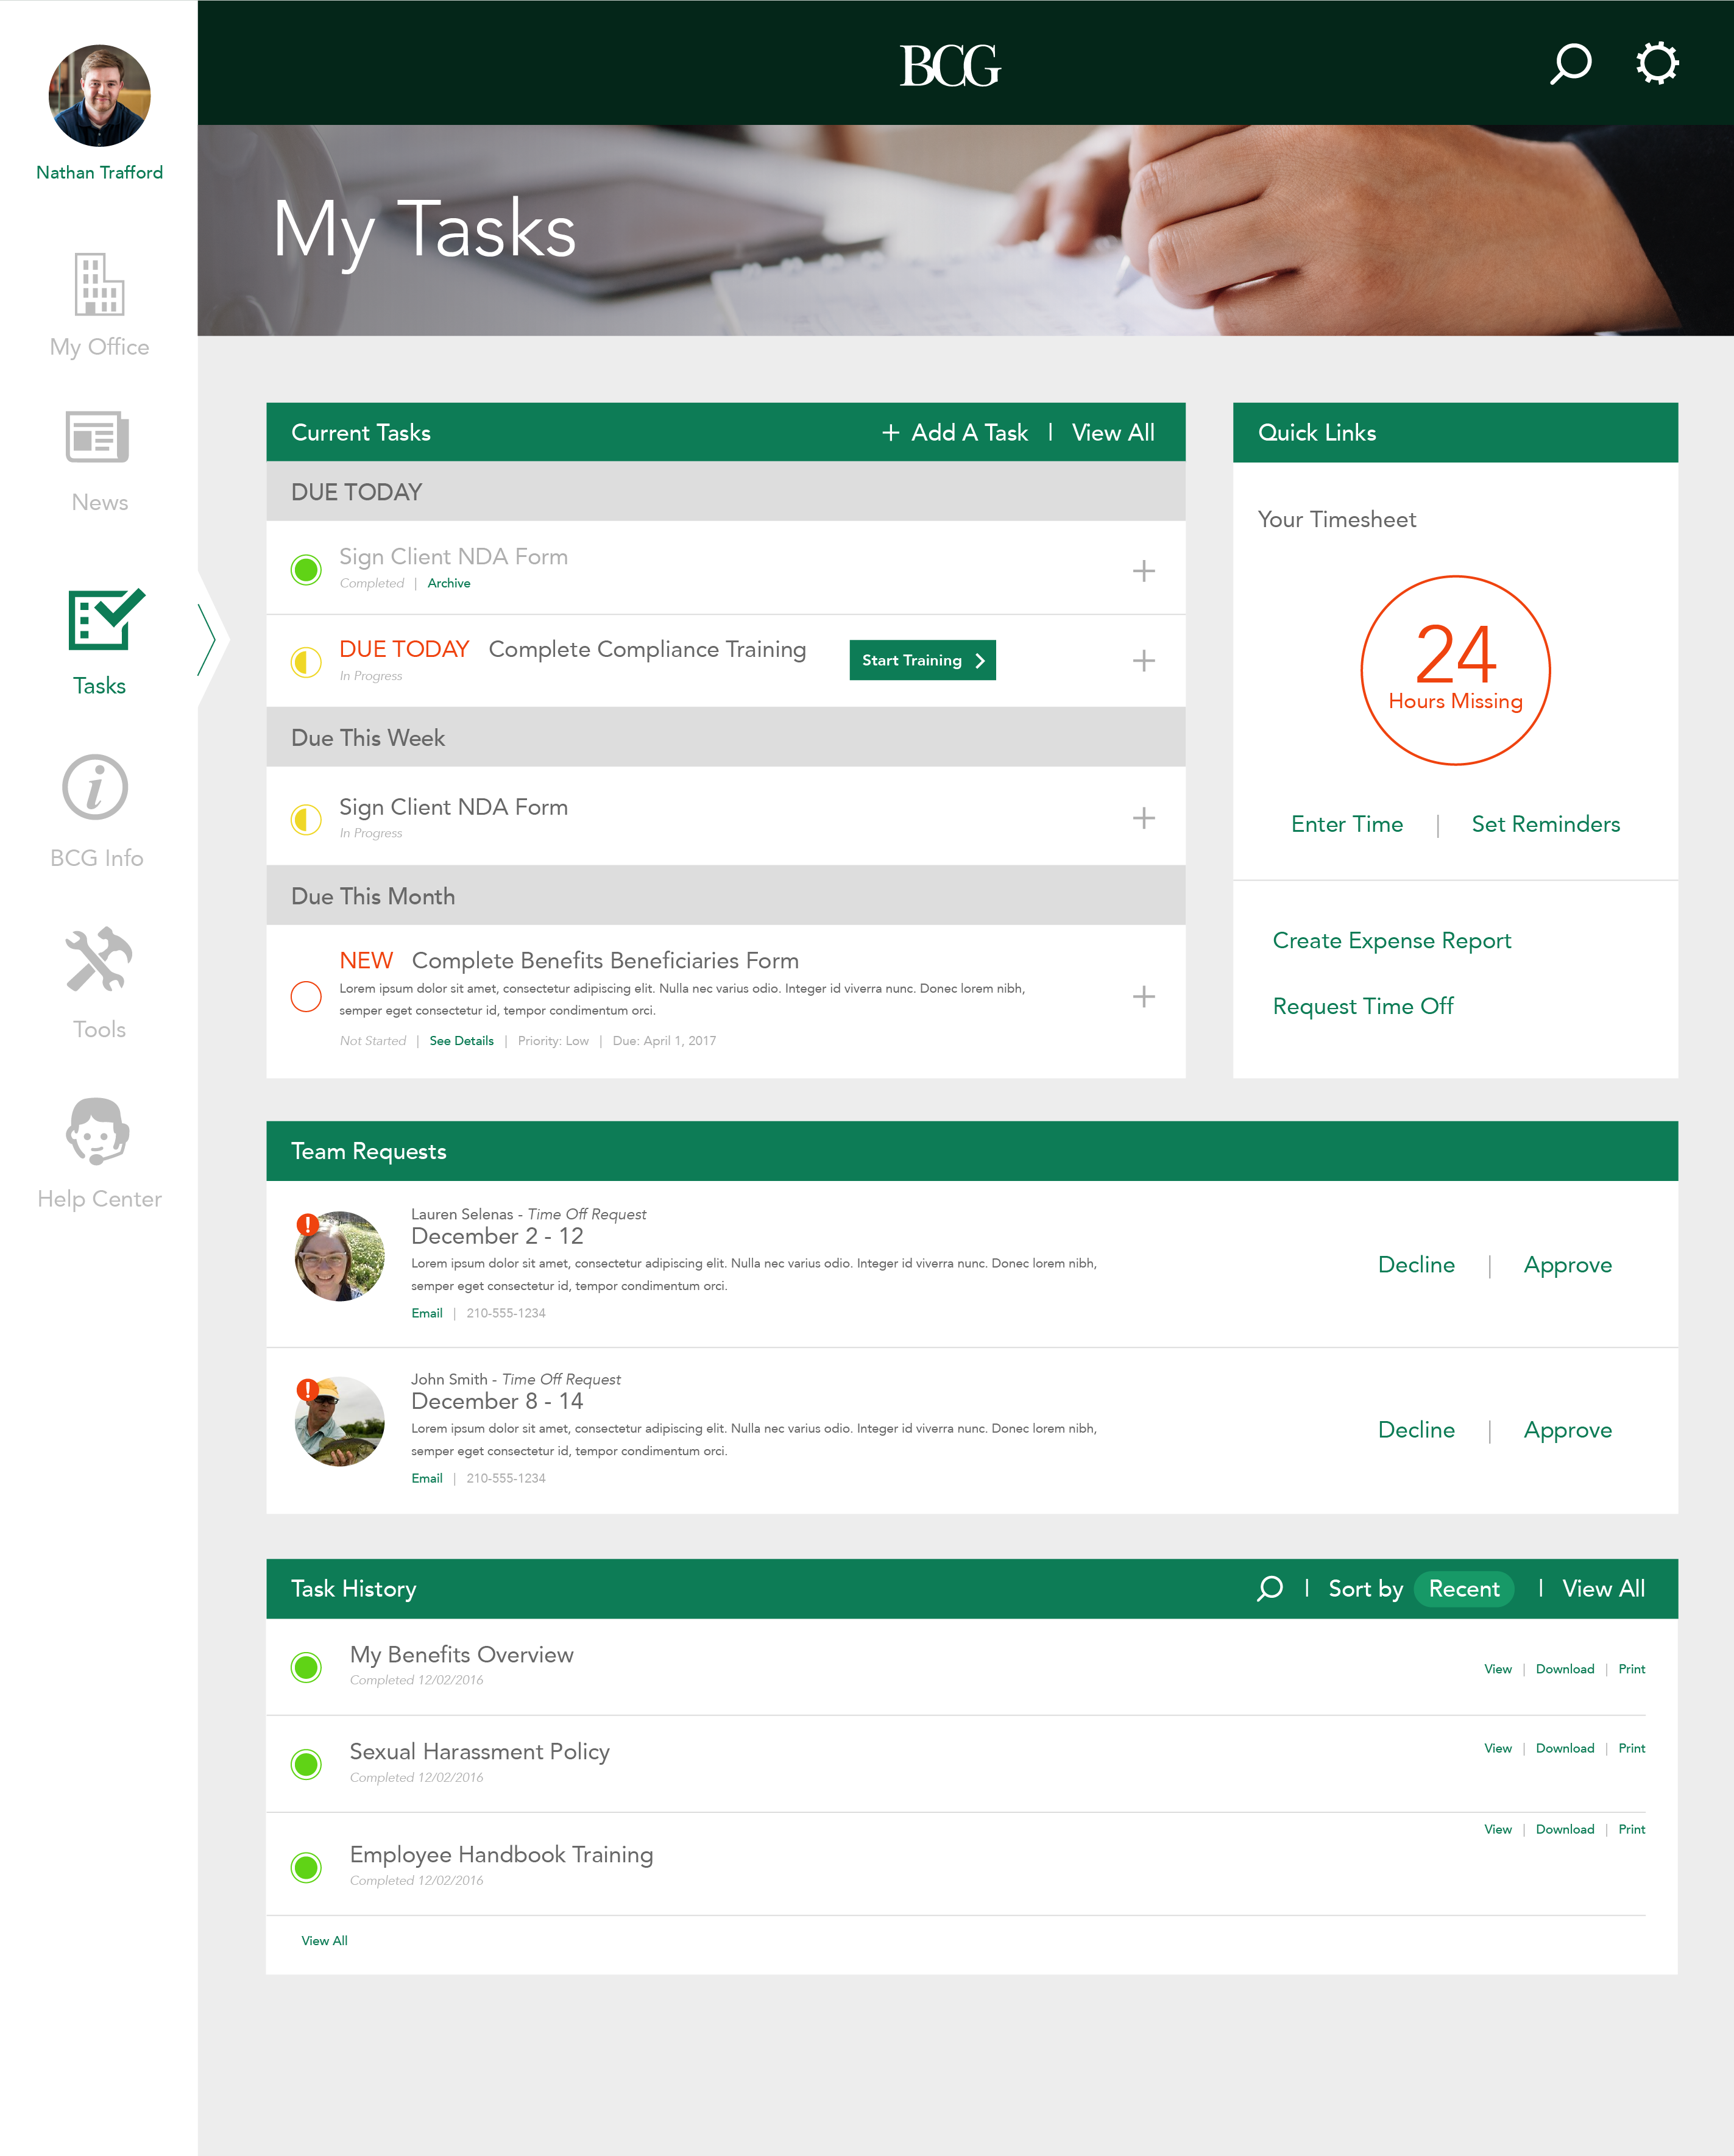 BCG
Nathan Trafford
My Tasks
My Office
News
Tasks
BCG Info
Tools
Help Center
Current Tasks
+ Add A Task | View All
DUE TODAY
Sign Client NDA Form
Completed | Archive
DUE TODAY Complete Compliance Training
In Progress
Start Training
Due This Week
Sign Client NDA Form
In Progress
Due This Month
NEW Complete Benefits Beneficiaries Form
Lorem ipsum dolor sit amet, consectetur adipiscing elit. Nulla nec varius odio. Integer id viverra nunc. Donec lorem nibh,
semper eget consectetur id, tempor condimentum orci.
Not Started | See Details | Priority: Low | Due: April 1, 2017
Quick Links
Your Timesheet
24
Hours Missing
Enter Time | Set Reminders
Create Expense Report
Request Time Off
Team Requests
Lauren Selenas - Time Off Request
December 2 - 12
Lorem ipsum dolor sit amet, consectetur adipiscing elit. Nulla nec varius odio. Integer id viverra nunc. Donec lorem nibh,
semper eget consectetur id, tempor condimentum orci.
Email | 210-555-1234
Decline | Approve
John Smith - Time Off Request
December 8 - 14
Lorem ipsum dolor sit amet, consectetur adipiscing elit. Nulla nec varius odio. Integer id viverra nunc. Donec lorem nibh,
semper eget consectetur id, tempor condimentum orci.
Email | 210-555-1234
Decline | Approve
Task History
| Sort by Recent | View All
My Benefits Overview
Completed 12/02/2016
View | Download | Print
Sexual Harassment Policy
Completed 12/02/2016
View | Download | Print
Employee Handbook Training
Completed 12/02/2016
View | Download | Print
View All